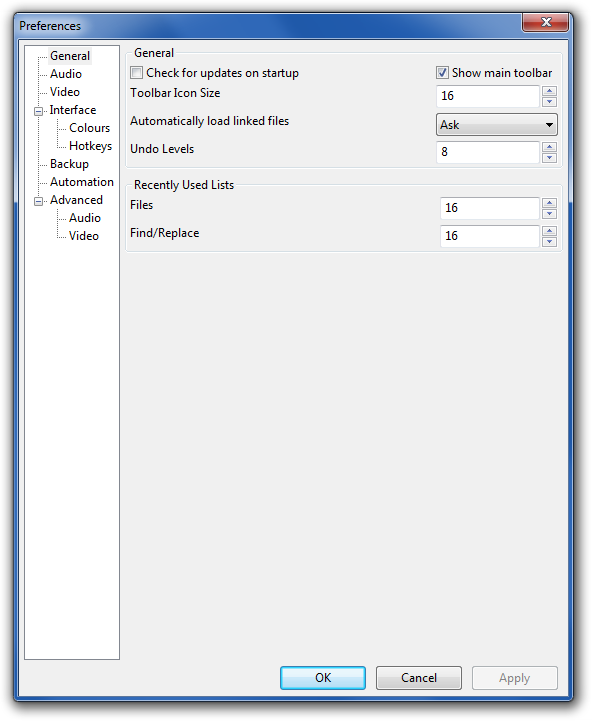 Preferences
General
Audio
Video
Interface
Colours
Hotkeys
Backup
Automation
Advanced
Audio
Video
General
Check for updates on startup
Show main toolbar
Toolbar Icon Size
16
Automatically load linked files
Ask
Undo Levels
8
Recently Used Lists
Files
16
Find/Replace
16
OK
Cancel
Apply